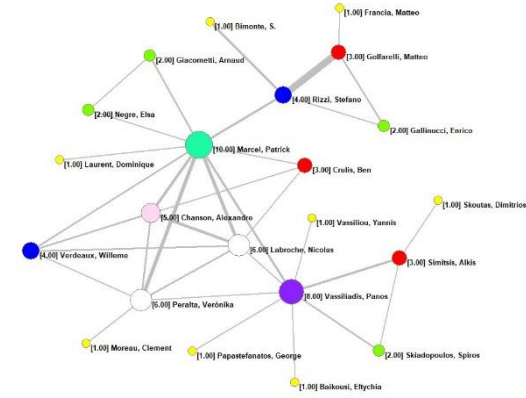 [1.00] Francia, Matteo
[1.00] Bimonte, S.
[3.00] Golfarelli, Matteo
[2.00] Giacometti, Arnaud
[4.00] Rizzi, Stefano
[2.00] Negre, Elsa
[2.00] Gallinucci, Enrico
[10.00] Marcel, Patrick
[1.00] Laurent, Dominique
[3.00] Crulis, Ben
[1.00] Skoutas, Dimitrios
[5.00] Chanson, Alexandre
[1.00] Vassiliou, Yannis
[6.00] Labroche, Nicolas
[4.00] Verdeaux, Willeme
[3.00] Simitsis, Alkis
[8.00] Vassiliadis, Panos
[6.00] Peralta, Verónika
[1.00] Moreau, Clement
[1.00] Papastefanatos, George
[2.00] Skiadopoulos, Spiros
[1.00] Baikousi, Eftychia